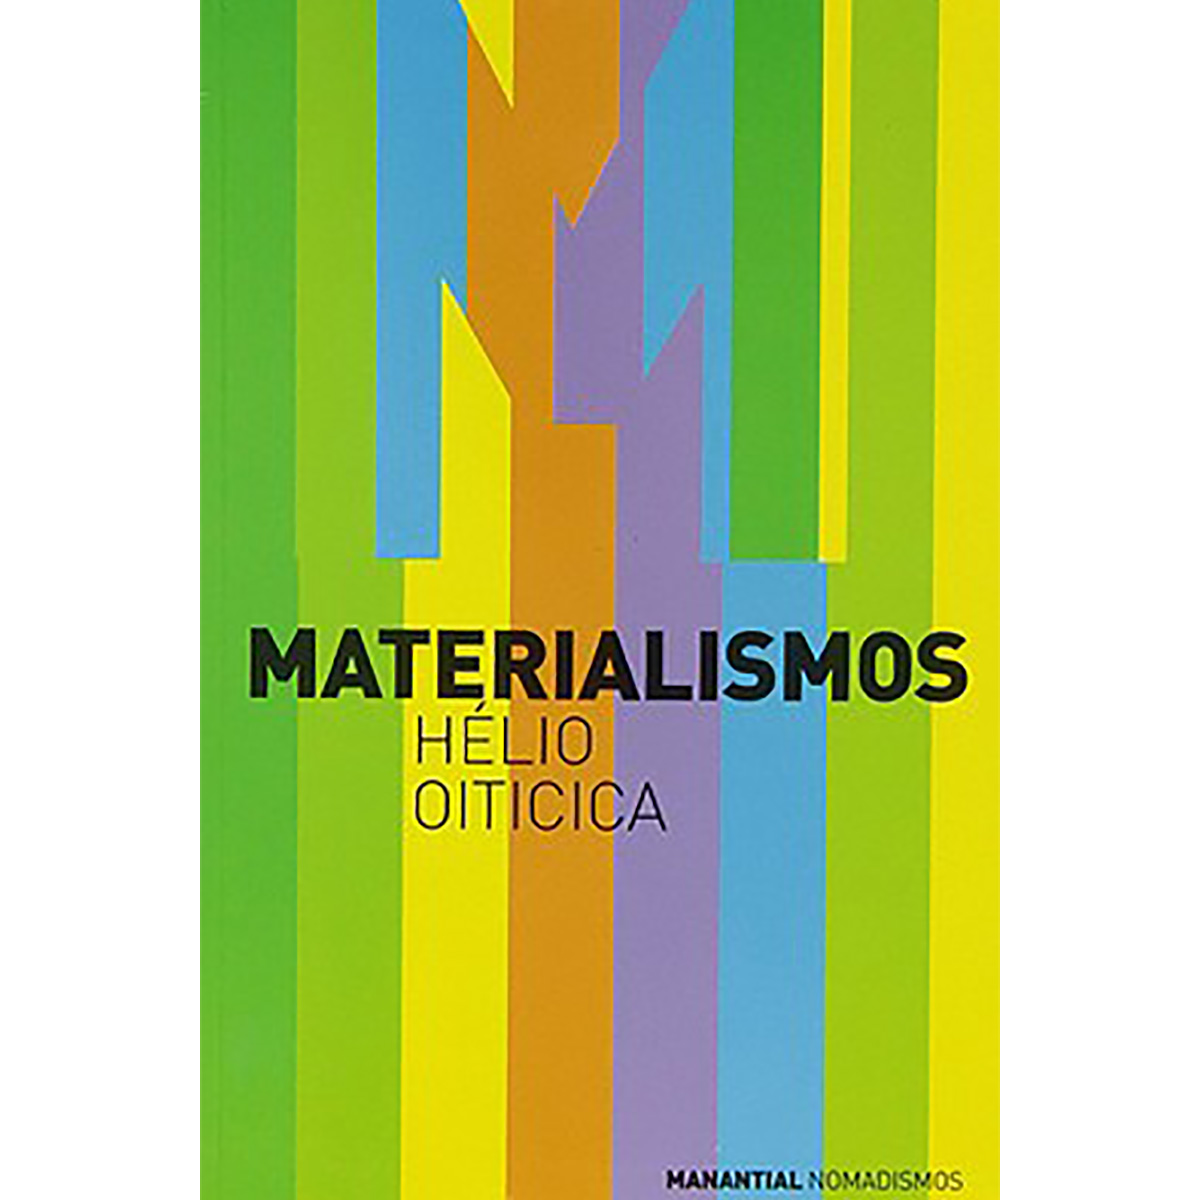 MATERIALISMOS
HÉLIO
OITICICA
MANANTIAL NOMADISMOS